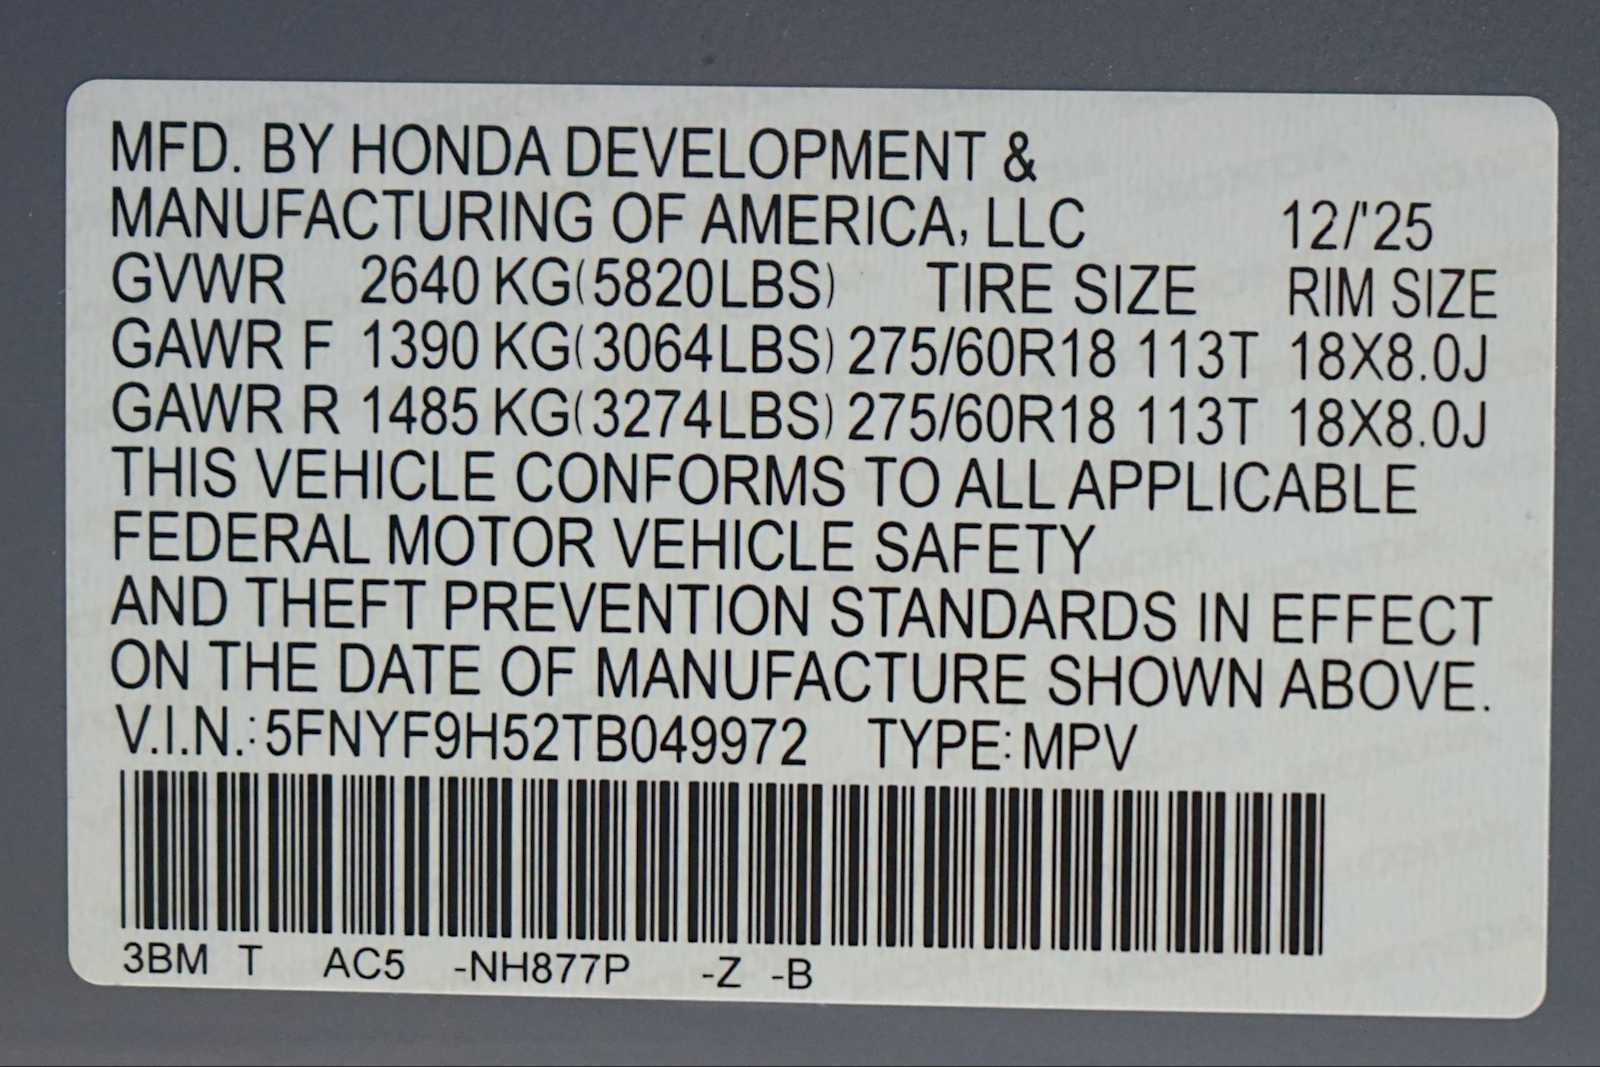 MFD. BY HONDA DEVELOPMENT &
MANUFACTURING OF AMERICA, LLC 12/'25
GVWR 2640 KG(5820LBS) TIRE SIZE RIM SIZE
GAWR F 1390 KG(3064LBS) 275/60R18 113T 18X8.0J
GAWR R 1485 KG(3274LBS) 275/60R18 113T 18X8.0J
THIS VEHICLE CONFORMS TO ALL APPLICABLE
FEDERAL MOTOR VEHICLE SAFETY
AND THEFT PREVENTION STANDARDS IN EFFECT
ON THE DATE OF MANUFACTURE SHOWN ABOVE.
V.I.N.:5FNYF9H52TB049972 TYPE:MPV
3BM T AC5 -NH877P -Z -B